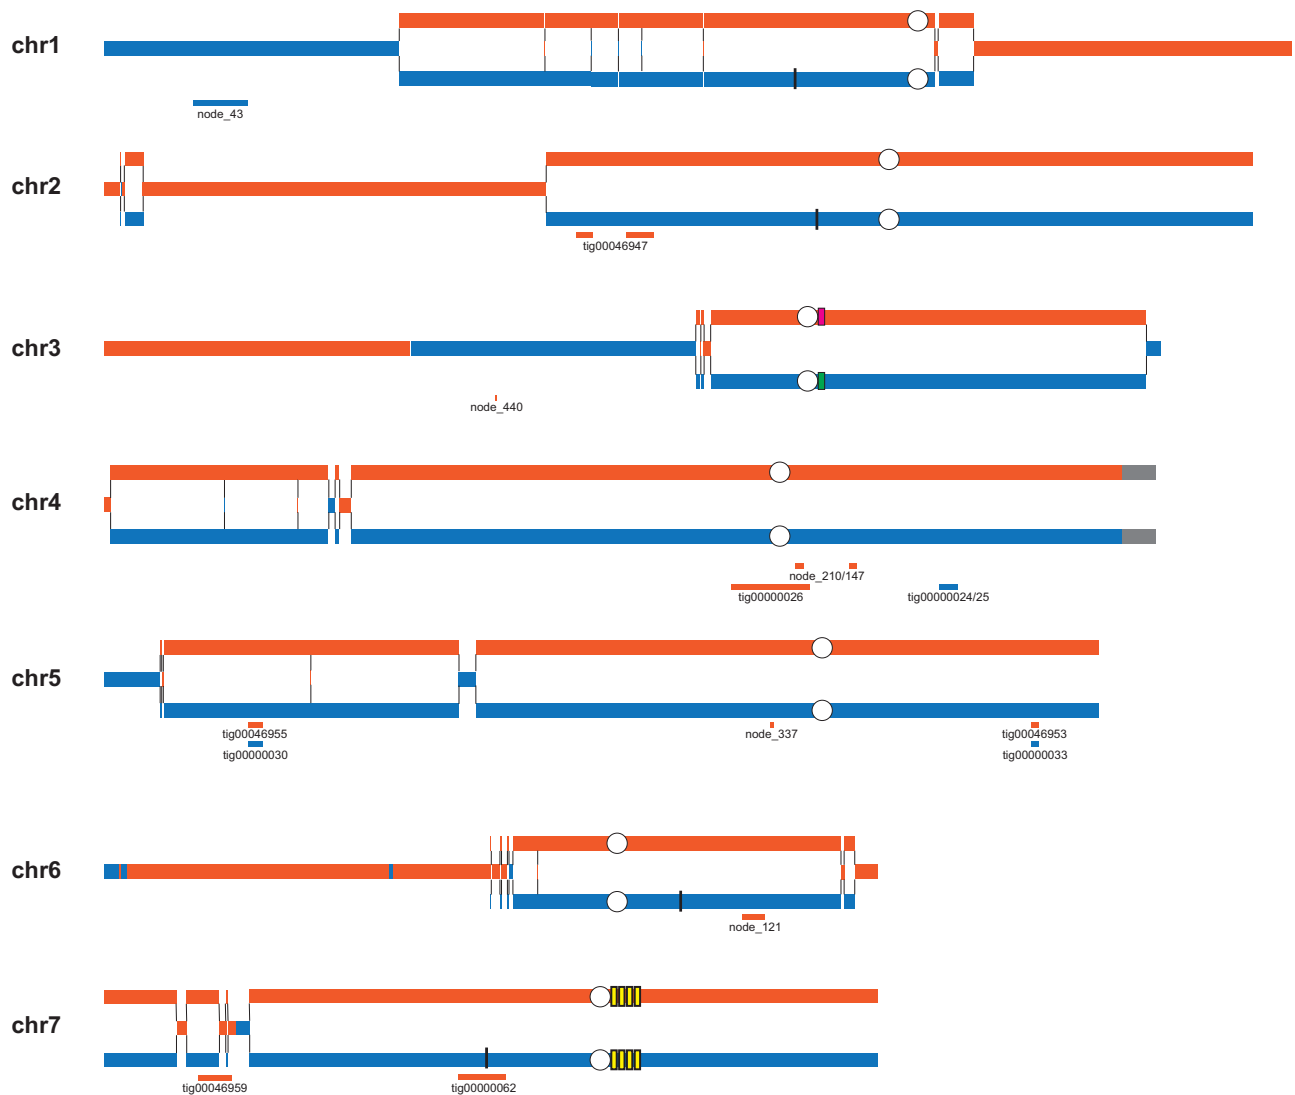 chr1
node_43
chr2
tig00046947
chr3
node_440
chr4
node_210/147
tig00000026
tig00000024/25
chr5
tig00046955
tig00000030
node_337
tig00046953
tig00000033
chr6
node_121
chr7
tig00046959
tig00000062